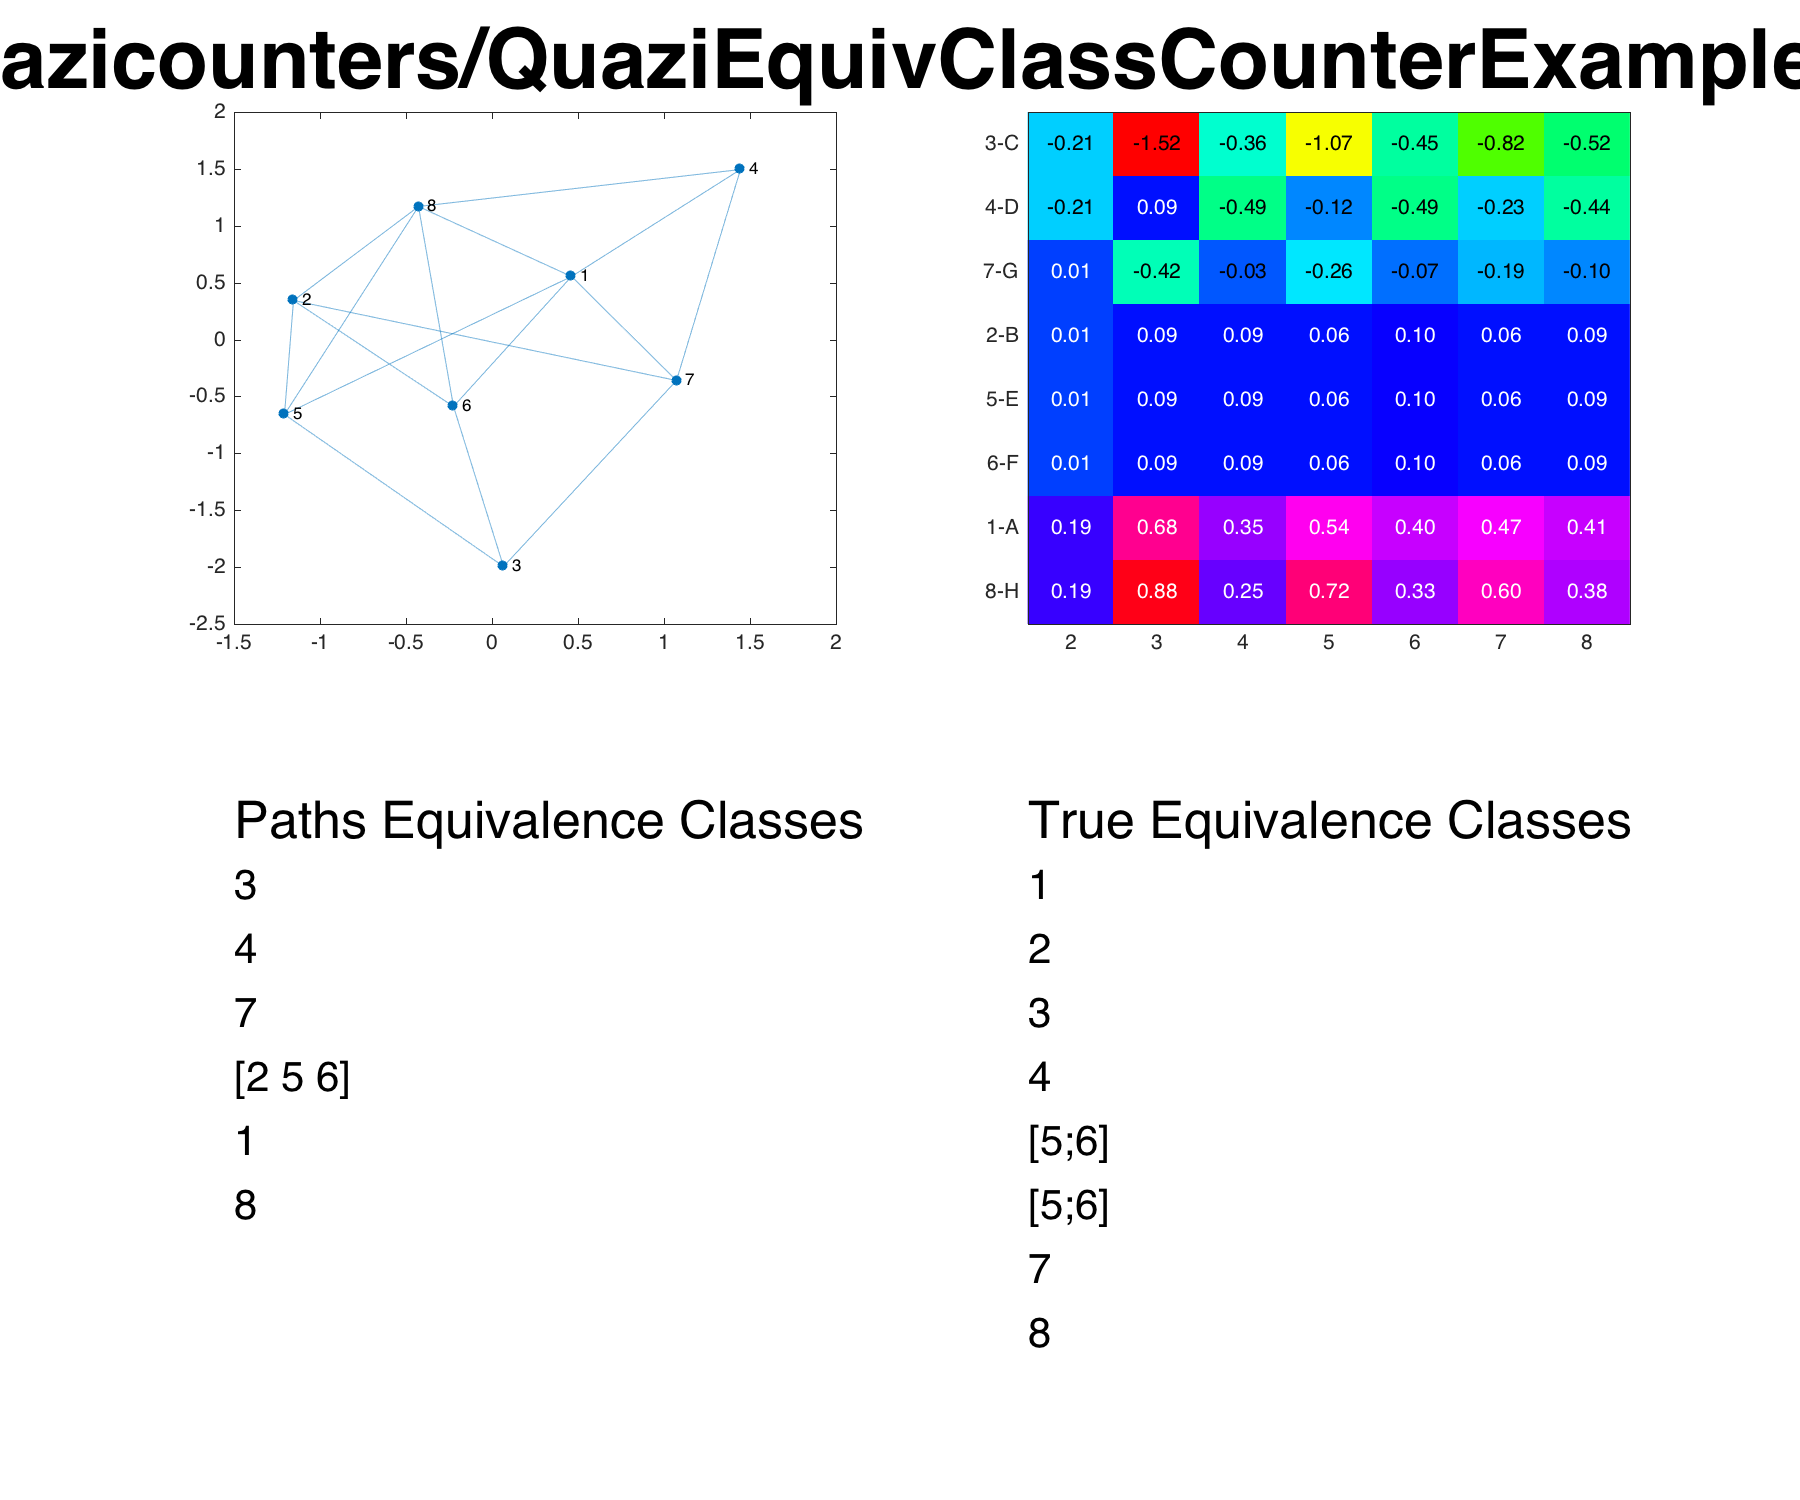 azicounters/QuaziEquivClassCounterExample
2
1.5
1
0.5
0
-0.5
-1
-1.5
-2
-2.5
-1.5 -1 -0.5 0 0.5 1 1.5 2
4
8
1
2
7
6
5
3
3-C -0.21 -1.52 -0.36 -1.07 -0.45 -0.82 -0.52
4-D -0.21 0.09 -0.49 -0.12 -0.49 -0.23 -0.44
7-G 0.01 -0.42 -0.03 -0.26 -0.07 -0.19 -0.10
2-B 0.01 0.09 0.09 0.06 0.10 0.06 0.09
5-E 0.01 0.09 0.09 0.06 0.10 0.06 0.09
6-F 0.01 0.09 0.09 0.06 0.10 0.06 0.09
1-A 0.19 0.68 0.35 0.54 0.40 0.47 0.41
8-H 0.19 0.88 0.25 0.72 0.33 0.60 0.38
2 3 4 5 6 7 8
Paths Equivalence Classes
3
4
7
[2 5 6]
1
8
True Equivalence Classes
1
2
3
4
[5;6]
[5;6]
7
8